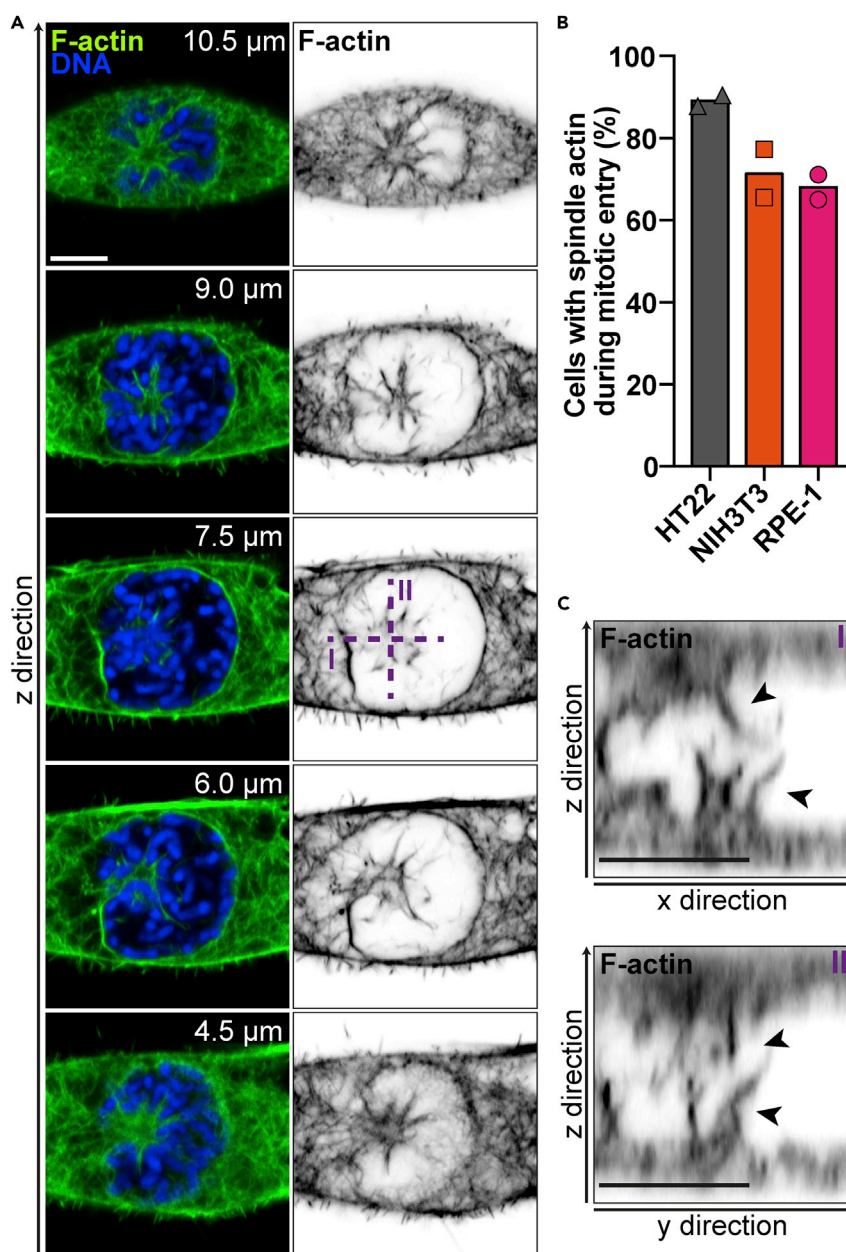 A
F-actin
DNA
10.5 µm
F-actin
9.0 µm
7.5 µm
I
II
6.0 µm
4.5 µm
z direction
B
Cells with spindle actin
during mitotic entry (%)
100
80
60
40
20
0
HT22
NIH3T3
RPE-1
C
F-actin
I
z direction
x direction
F-actin
II
z direction
y direction